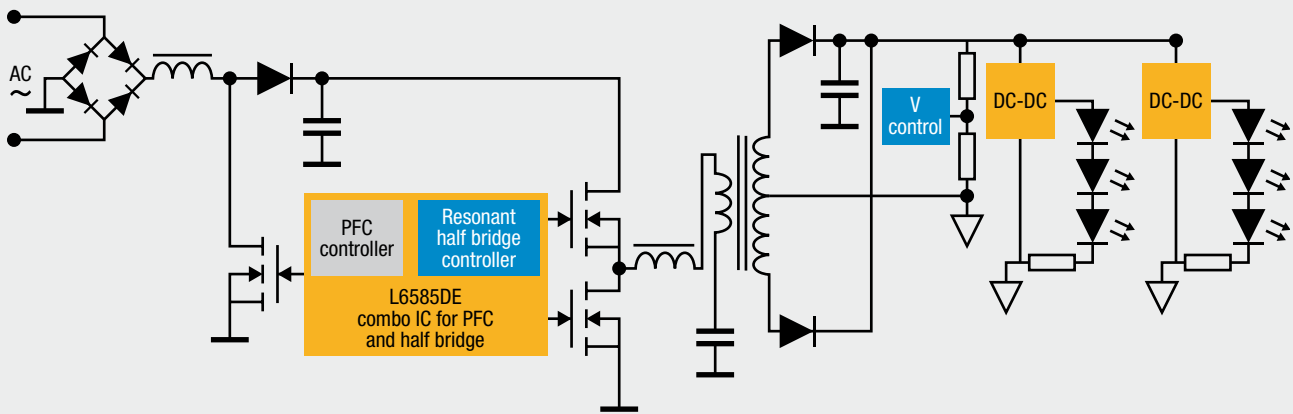 AC
~
PFC
controller
Resonant
half bridge
controller
L6585DE
combo IC for PFC
and half bridge
V
control
DC-DC
DC-DC